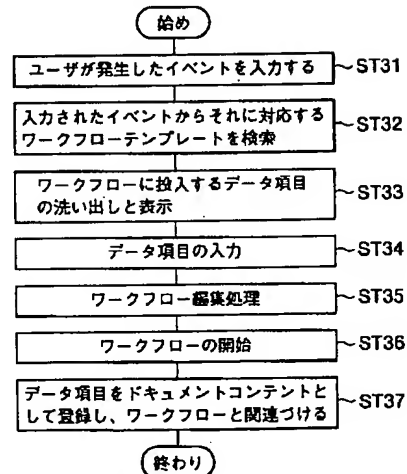 始め
ユーザが発生したイベントを入力する
ST31
入力されたイベントからそれに対応する
ワークフローテンプレートを検索
ST32
ワークフローに投入するデータ項目
の洗い出しと表示
ST33
データ項目の入力
ST34
ワークフロー編集処理
ST35
ワークフローの開始
ST36
データ項目をドキュメントコンテントと
して登録し、ワークフローと関連づける
ST37
終わり